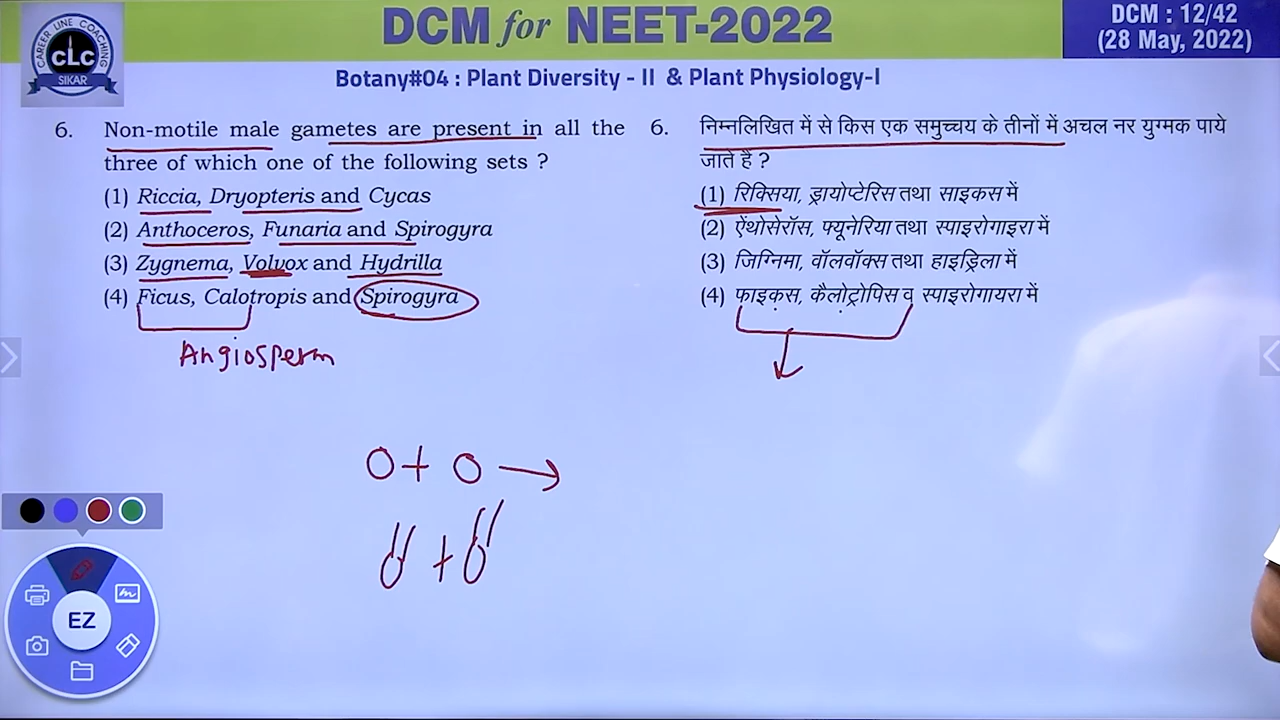 CAREER LINE COACHING
CLC
SIKAR
DCM for NEET-2022
DCM : 12/42
(28 May, 2022)
Botany#04 : Plant Diversity - II & Plant Physiology-I
6. Non-motile male gametes are present in all the
three of which one of the following sets ?
(1) Riccia, Dryopteris and Cycas
(2) Anthoceros, Funaria and Spirogyra
(3) Zygnema, Volvox and Hydrilla
(4) Ficus, Calotropis and Spirogyra
Angiosperm
6. निम्नलिखित में से किस एक समुच्चय के तीनों में अचल नर युग्मक पाये
जाते है ?
(1) रिक्सिया, ड्रायोप्टेरिस तथा साइकस में
(2) ऐंथोसेरॉस, फ्यूनेरिया तथा स्पाइरोगाइरा में
(3) जिग्निमा, वॉलवॉक्स तथा हाइड्रिला में
(4) फाइकस, कैलोट्रोपिस व स्पाइरोगायरा में
O + O →
+
EZ